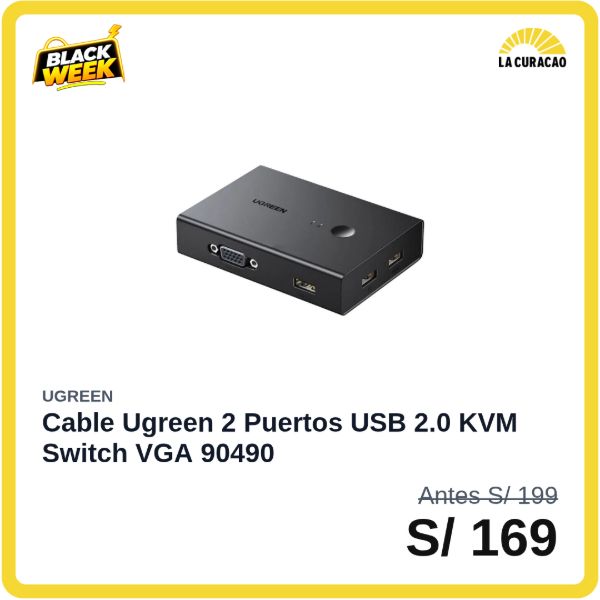 BLACK
WEEK
LA CURACAO
UGREEN
UGREEN
Cable Ugreen 2 Puertos USB 2.0 KVM
Switch VGA 90490
Antes S/ 199
S/ 169